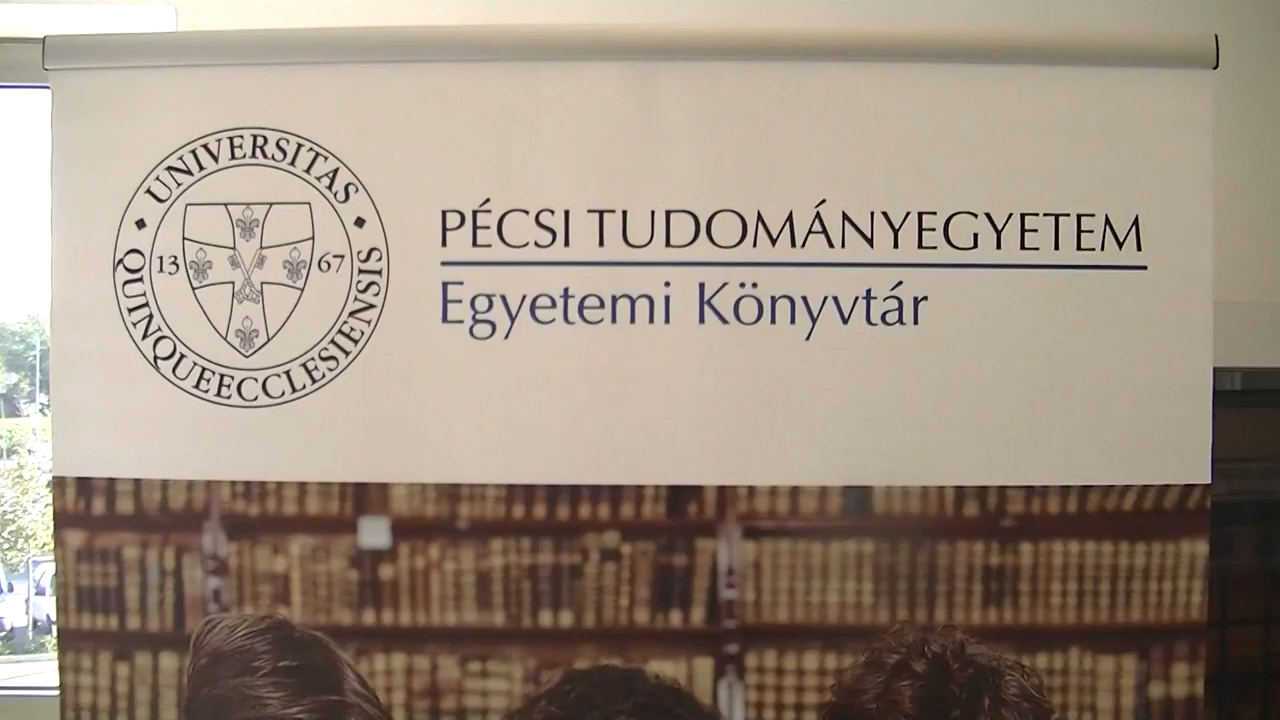 UNIVERSITAS
QUINQUEECCLESIENSIS
13 67
PÉCSI TUDOMÁNYEGYETEM
Egyetemi Könyvtár